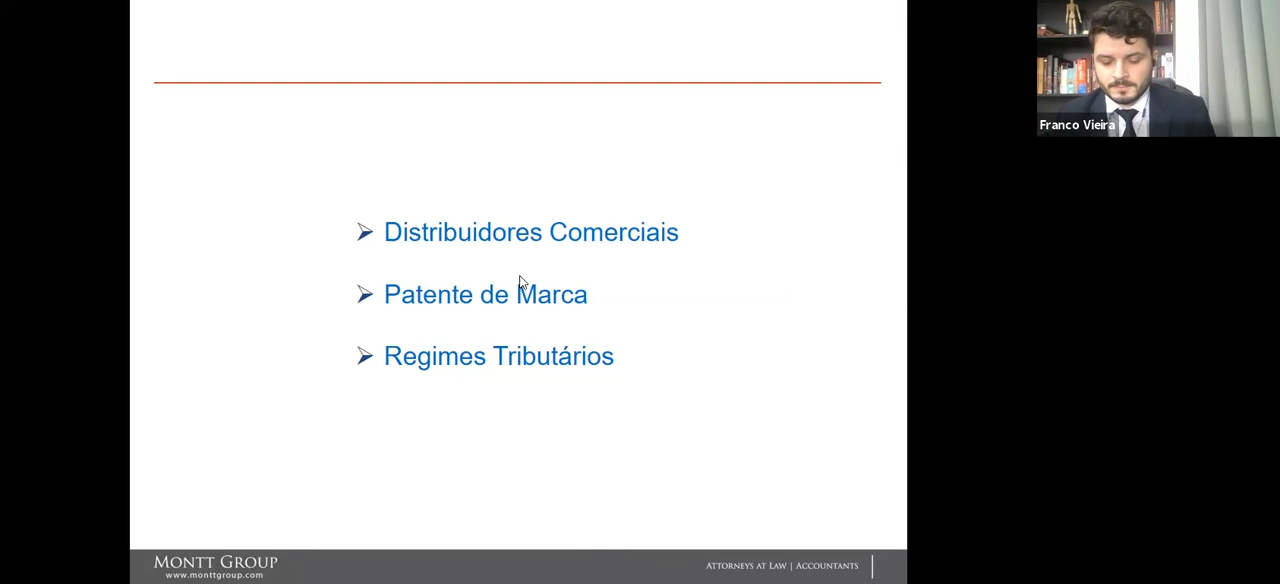 Franco Vieira
Distribuidores Comerciais
Patente de Marca
Regimes Tributários
MONTT GROUP
www.monttgroup.com
ATTORNEYS AT LAW | ACCOUNTANTS